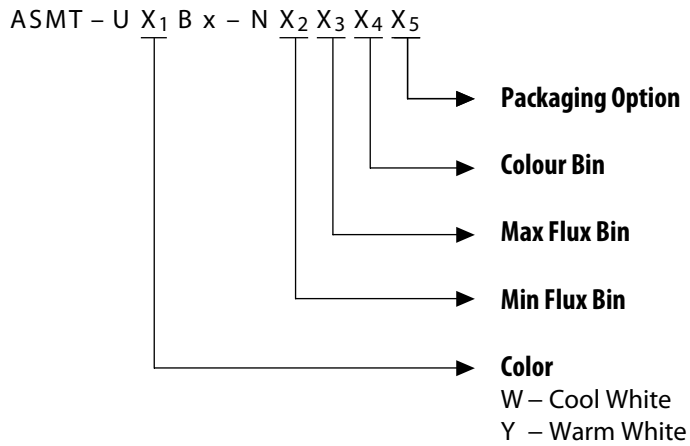 ASMT – U X1 B x – N X2 X3 X4 X5
Packaging Option
Colour Bin
Max Flux Bin
Min Flux Bin
Color
W – Cool White
Y – Warm White